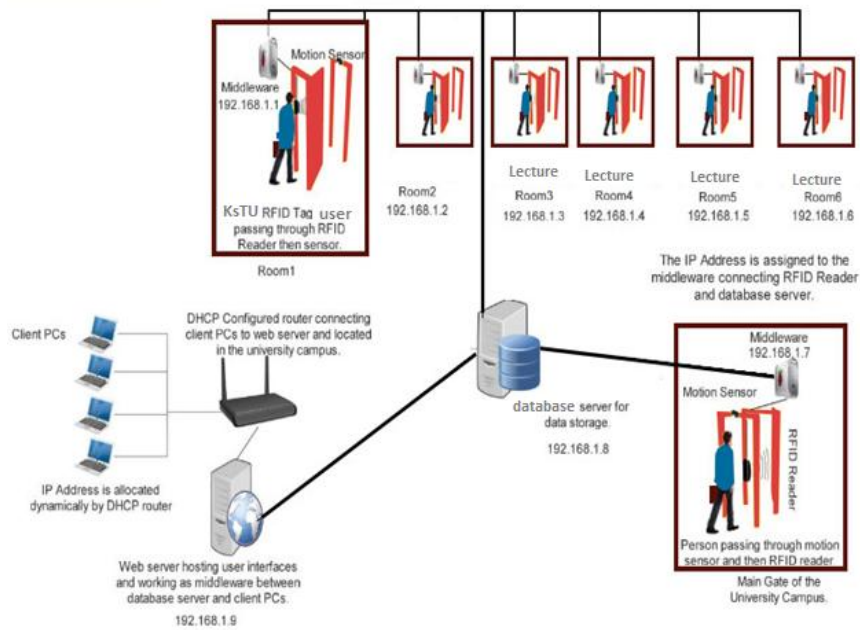 Motion Sensor
Middleware
192.168.1.1
KsTU RFID Tag user
passing through RFID
Reader then sensor.
Room1
Room2
192.168.1.2
Lecture
Room3
192.168.1.3
Lecture
Room4
192.168.1.4
Lecture
Room5
192.168.1.5
Lecture
Room6
192.168.1.6
The IP Address is assigned to the
middleware connecting RFID Reader
and database server.
Client PCs
DHCP Configured router connecting
client PCs to web server and located
in the university campus.
IP Address is allocated
dynamically by DHCP router
database server for
data storage.
192.168.1.8
Middleware
192.168.1.7
Motion Sensor
RFID Reader
Person passing through motion
sensor and then RFID reader
Main Gate of the
University Campus.
Web server hosting user interfaces
and working as middleware between
database server and client PCs.
192.168.1.9